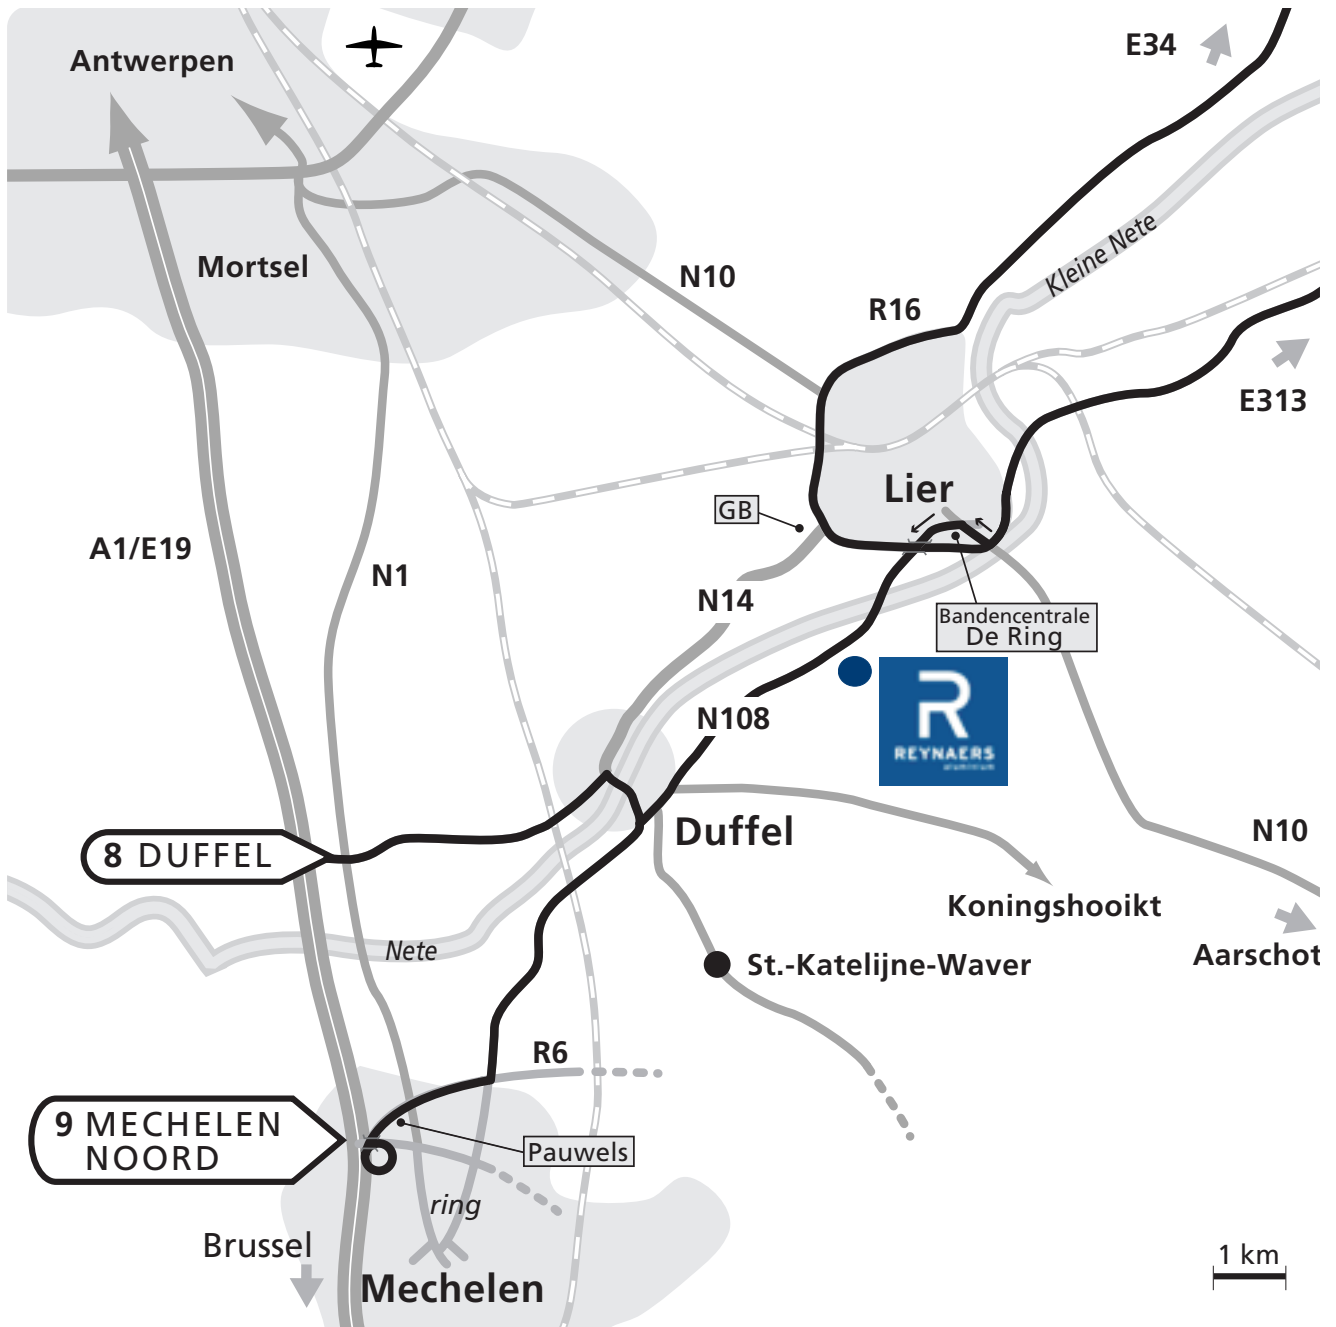 E34
Antwerpen
Kleine Nete
Mortsel
N10
R16
E313
Lier
GB
A1/E19
N1
N14
Bandencentrale
De Ring
N108
R
REYNAERS
aluminium
8 DUFFEL
Duffel
N10
Koningshooikt
Nete
St.-Katelijne-Waver
Aarschot
R6
9 MECHELEN
NOORD
Pauwels
ring
Brussel
Mechelen
1 km